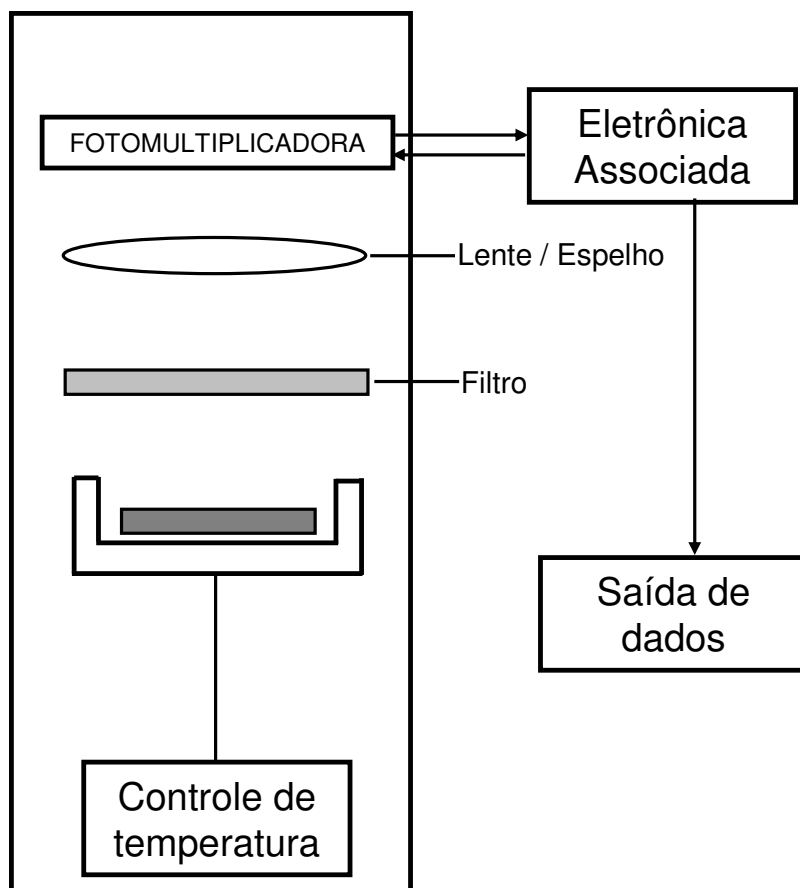 FOTOMULTIPLICADORA
Eletrônica
Associada
Lente / Espelho
Filtro
Saída de
dados
Controle de
temperatura